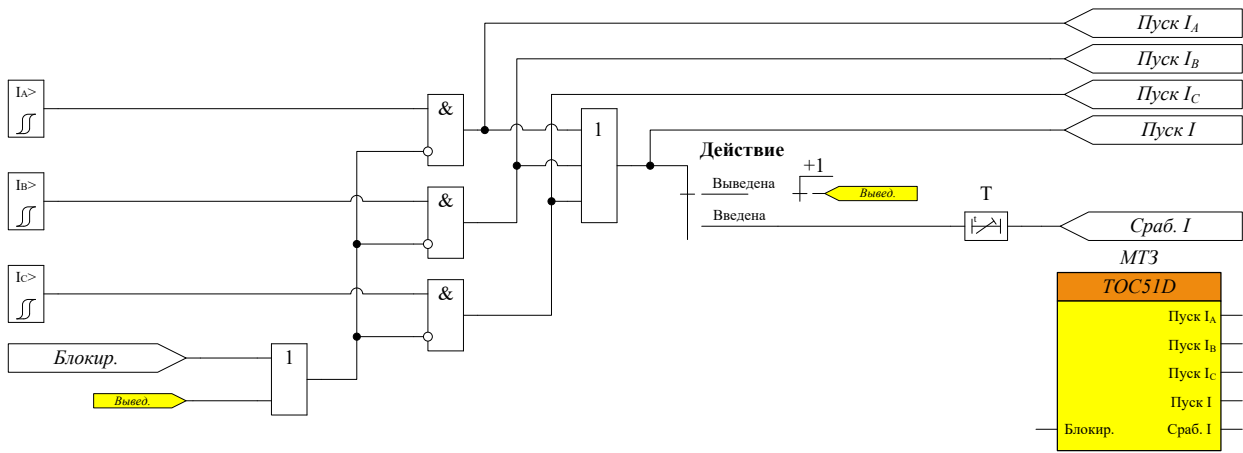 Пуск IA
Пуск IB
IA>
&
Пуск IC
1
Пуск I
Действие
+1
Выведена
Вывед.
IB>
&
T
Введена
t
Сраб. I
МТЗ
IC>
&
TOC51D
Пуск IA
Пуск IB
Блокир.
1
Пуск IC
Вывед.
Пуск I
Блокир.
Сраб. I